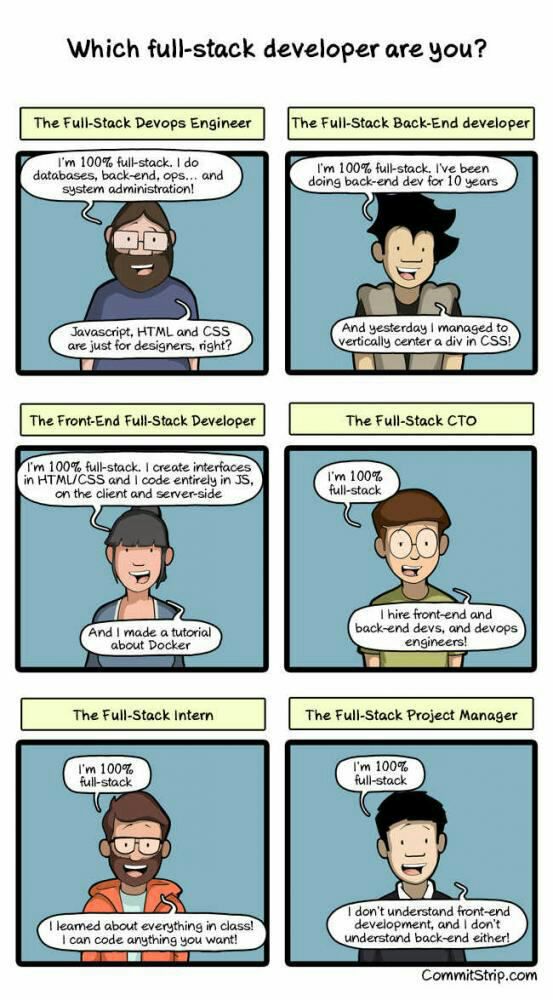 Which full-stack developer are you?
The Full-Stack Devops Engineer
I'm 100% full-stack. I do
databases, back-end, ops... and
system administration!
Javascript, HTML and CSS
are just for designers, right?
The Full-Stack Back-End developer
I'm 100% full-stack. I've been
doing back-end dev for 10 years
And yesterday I managed to
vertically center a div in CSS!
The Front-End Full-Stack Developer
I'm 100% full-stack. I create interfaces
in HTML/CSS and I code entirely in JS,
on the client and server-side
And I made a tutorial
about Docker
The Full-Stack CTO
I'm 100%
full-stack
I hire front-end and
back-end devs, and devops
engineers!
The Full-Stack Intern
I'm 100%
full-stack
I learned about everything in class!
I can code anything you want!
The Full-Stack Project Manager
I'm 100%
full-stack
I don't understand front-end
development, and I don't
understand back-end either!
CommitStrip.com